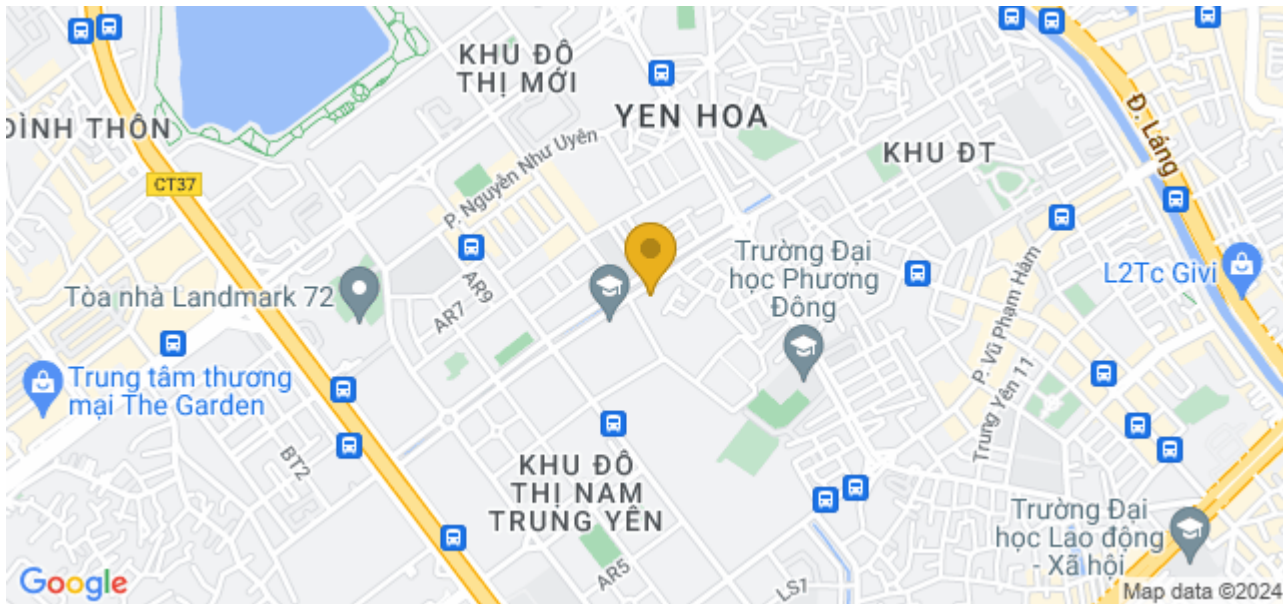 KHU ĐÔ
THỊ MỚI
YEN HOA
ĐÌNH THÔN
KHU ĐT
Đ. Láng
CT37
P. Nguyễn Như Uyên
Trường Đại
học Phương
Đông
L2Tc Givi
Tòa nhà Landmark 72
AR9
AR7
P. Vũ Phạm Hàm
Trung tâm thương
mại The Garden
Trung Yên 11
BT2
KHU ĐÔ
THỊ NAM
TRUNG YÊN
Trường Đại
học Lao động
- Xã hội
AR5
LS1
Google
Map data ©2024